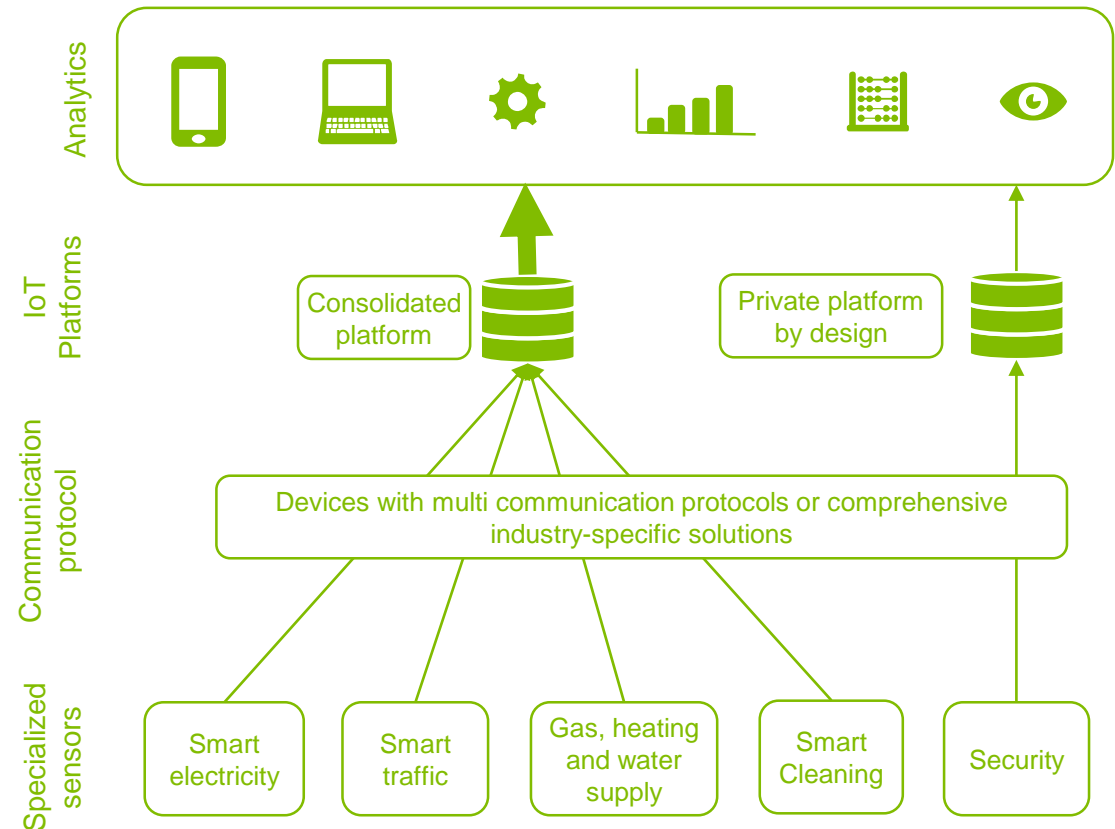 Analytics
IoT
Platforms
Consolidated
platform
Private platform
by design
Communication
protocol
Devices with multi communication protocols or comprehensive
industry-specific solutions
Specialized
sensors
Smart
electricity
Smart
traffic
Gas, heating
and water
supply
Smart
Cleaning
Security